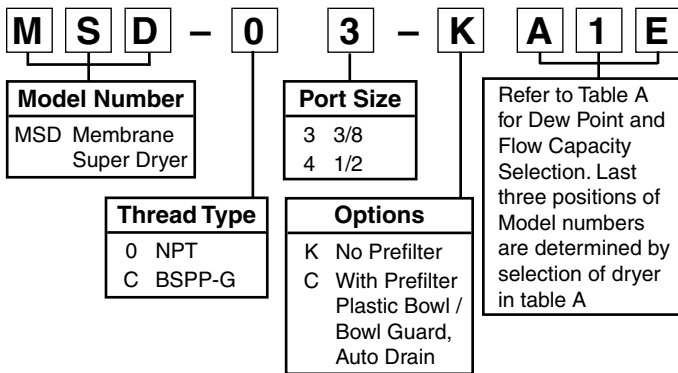 M S D – 0 3 – K A 1 E
Model Number
MSD Membrane
Super Dryer
Thread Type
0 NPT
C BSPP-G
Port Size
3 3/8
4 1/2
Options
K No Prefilter
C With Prefilter
Plastic Bowl /
Bowl Guard,
Auto Drain
Refer to Table A
for Dew Point and
Flow Capacity
Selection. Last
three positions of
Model numbers
are determined by
selection of dryer
in table A